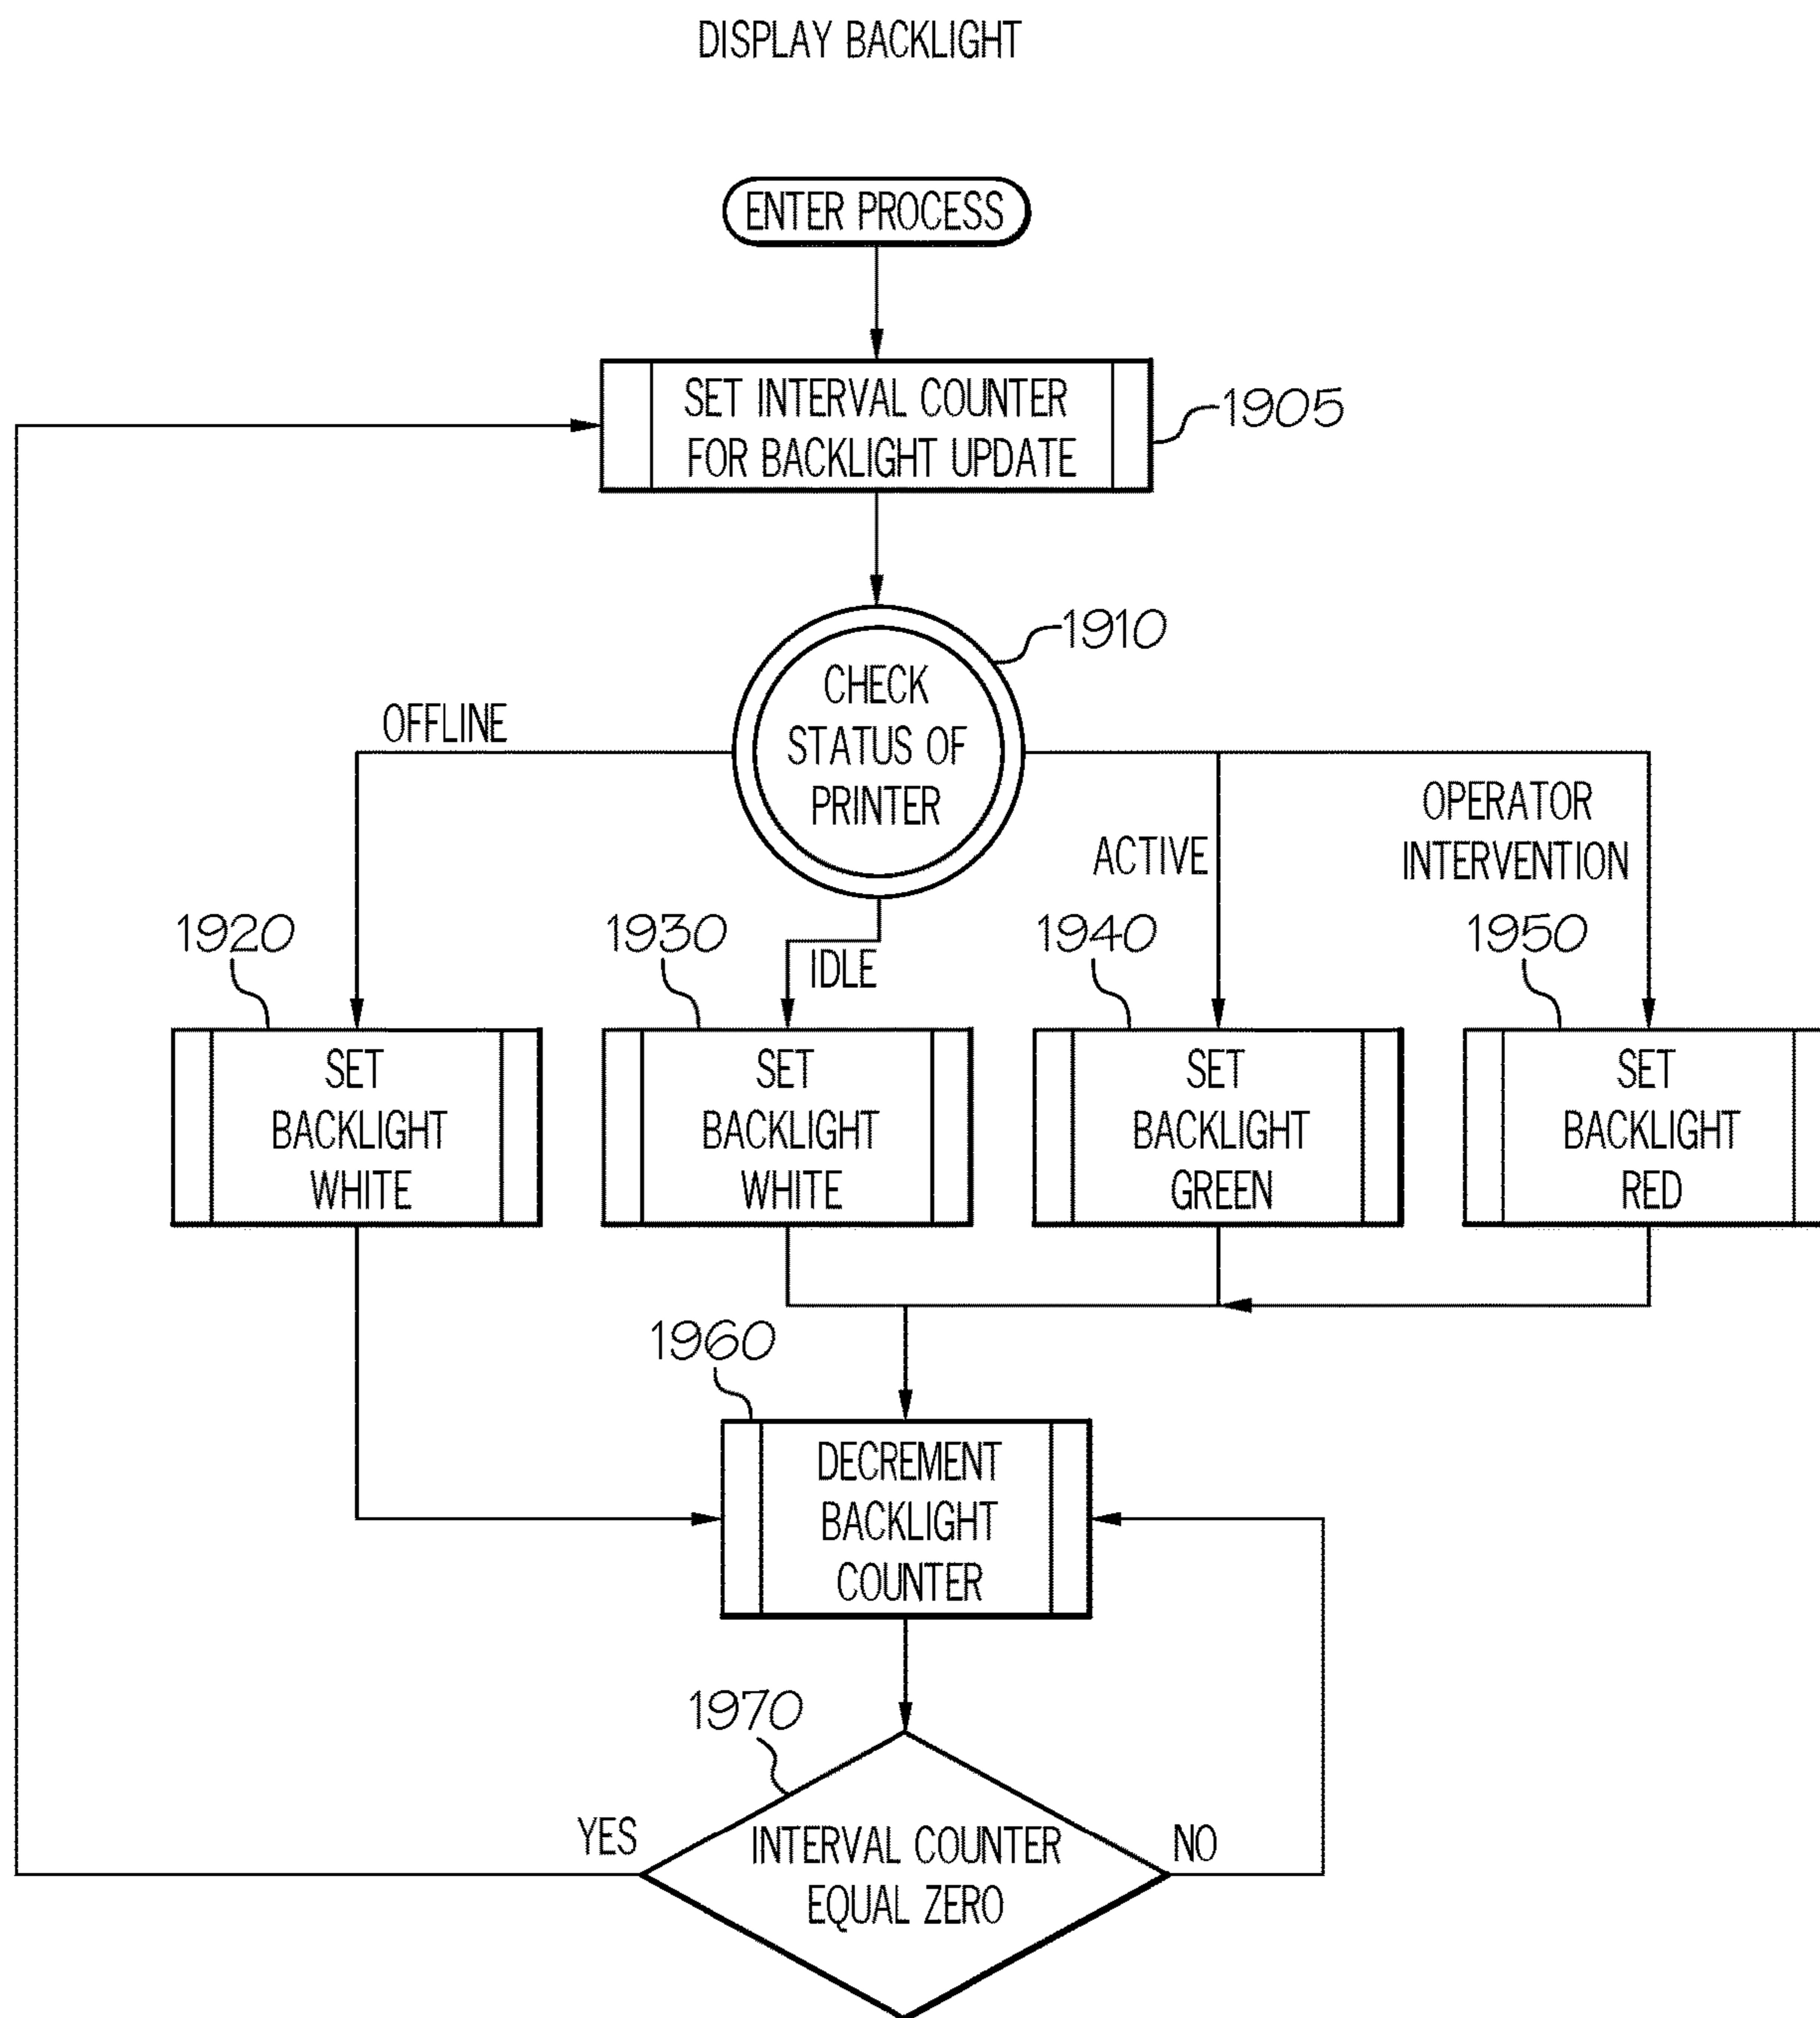 DISPLAY BACKLIGHT
ENTER PROCESS
SET INTERVAL COUNTER
FOR BACKLIGHT UPDATE
1905
1910
CHECK
STATUS OF
PRINTER
OFFLINE
IDLE
ACTIVE
OPERATOR
INTERVENTION
1920
SET
BACKLIGHT
WHITE
1930
SET
BACKLIGHT
WHITE
1940
SET
BACKLIGHT
GREEN
1950
SET
BACKLIGHT
RED
1960
DECREMENT
BACKLIGHT
COUNTER
1970
INTERVAL COUNTER
EQUAL ZERO
YES
NO